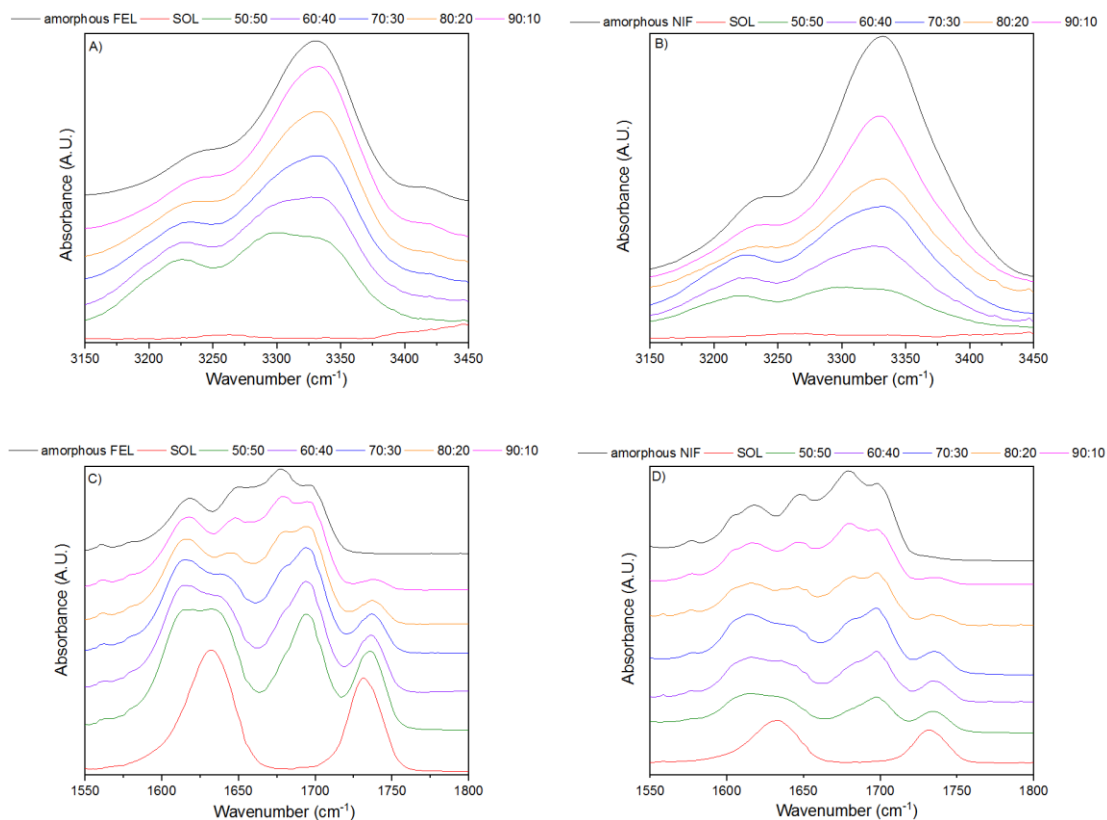 amorphous FEL SOL 50:50 60:40 70:30 80:20 90:10
A)
Absorbance (A.U.)
3150 3200 3250 3300 3350 3400 3450
Wavenumber (cm⁻¹)
amorphous NIF SOL 50:50 60:40 70:30 80:20 90:10
B)
Absorbance (A.U.)
3150 3200 3250 3300 3350 3400 3450
Wavenumber (cm⁻¹)
amorphous FEL SOL 50:50 60:40 70:30 80:20 90:10
C)
Absorbance (A.U.)
1550 1600 1650 1700 1750 1800
Wavenumber (cm⁻¹)
amorphous NIF SOL 50:50 60:40 70:30 80:20 90:10
D)
Absorbance (A.U.)
1550 1600 1650 1700 1750 1800
Wavenumber (cm⁻¹)